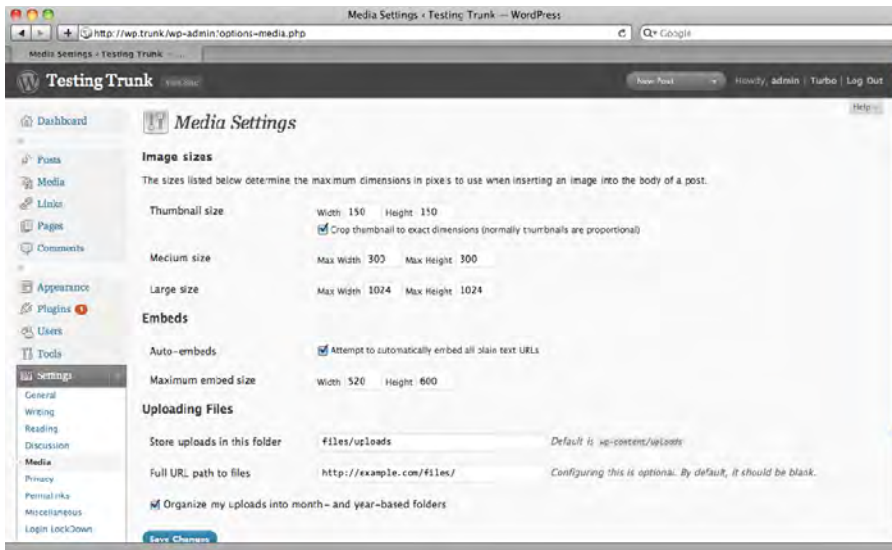 Media Settings ‹ Testing Trunk — WordPress
http://wp.trunk/wp-admin/options-media.php
Google
Media Settings ‹ Testing Trunk — ...
Testing Trunk
New Post
Howdy, admin | Turbo | Log Out
Help
Dashboard
Media Settings
Posts
Media
Links
Pages
Comments
Appearance
Plugins 1
Users
Tools
Settings
General
Writing
Reading
Discussion
Media
Privacy
Permalinks
Miscellaneous
Login LockDown
Image sizes
The sizes listed below determine the maximum dimensions in pixels to use when inserting an image into the body of a post.
Thumbnail size
Width 150 Height 150
Crop thumbnail to exact dimensions (normally thumbnails are proportional)
Medium size
Max Width 300 Max Height 300
Large size
Max Width 1024 Max Height 1024
Embeds
Auto-embeds
Attempt to automatically embed all plain text URLs
Maximum embed size
Width 520 Height 600
Uploading Files
Store uploads in this folder
files/uploads
Default is wp-content/uploads
Full URL path to files
http://example.com/files/
Configuring this is optional. By default, it should be blank.
Organize my uploads into month- and year-based folders
Save Changes